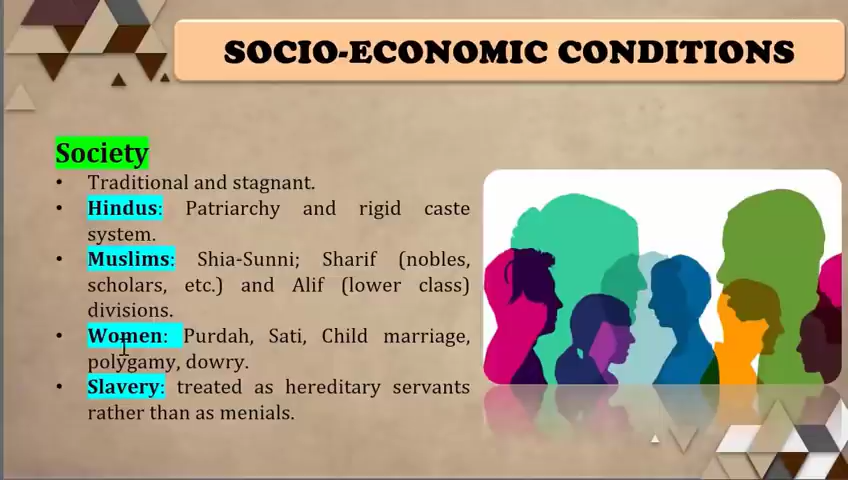 SOCIO-ECONOMIC CONDITIONS
Society
• Traditional and stagnant.
• Hindus: Patriarchy and rigid caste
system.
• Muslims: Shia-Sunni; Sharif (nobles,
scholars, etc.) and Alif (lower class)
divisions.
• Women: Purdah, Sati, Child marriage,
polygamy, dowry.
• Slavery: treated as hereditary servants
rather than as menials.